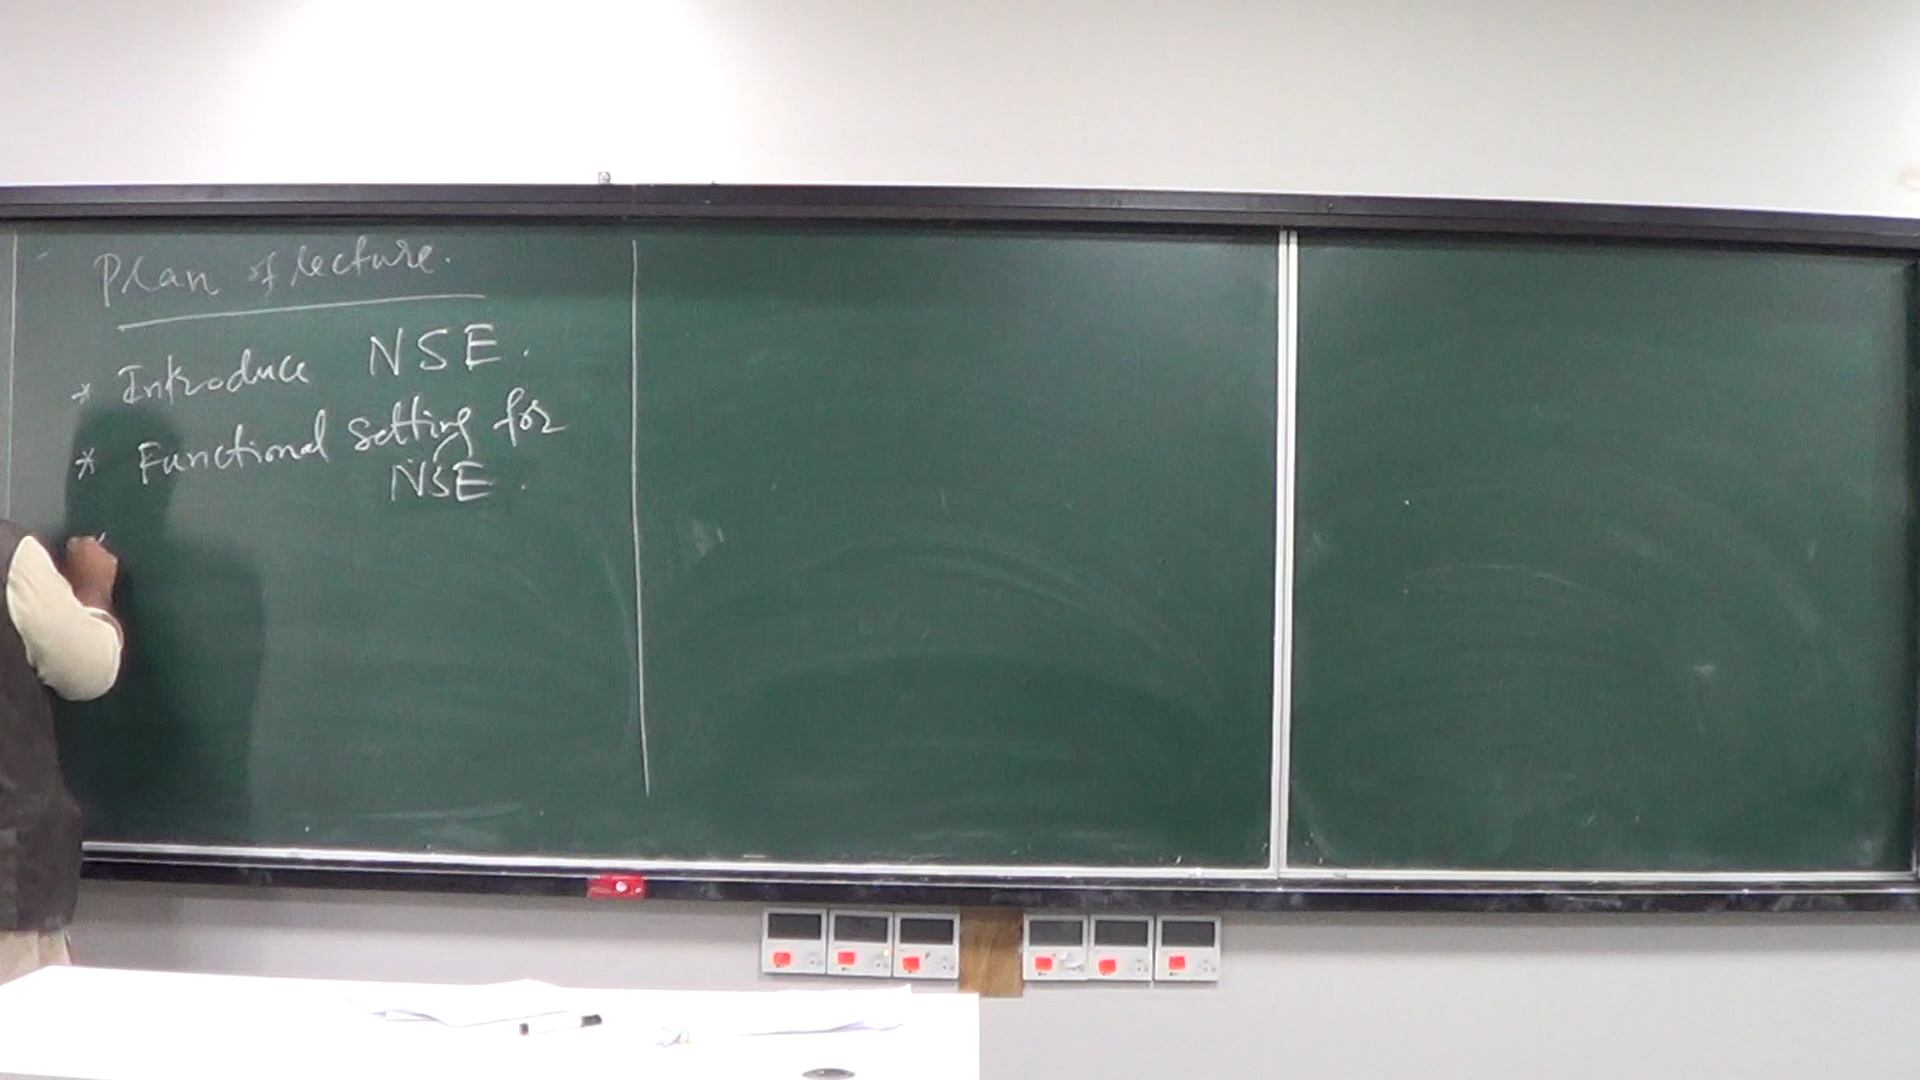 Plan of lecture.
* Introduce NSE.
* Functional setting for
NSE.
*